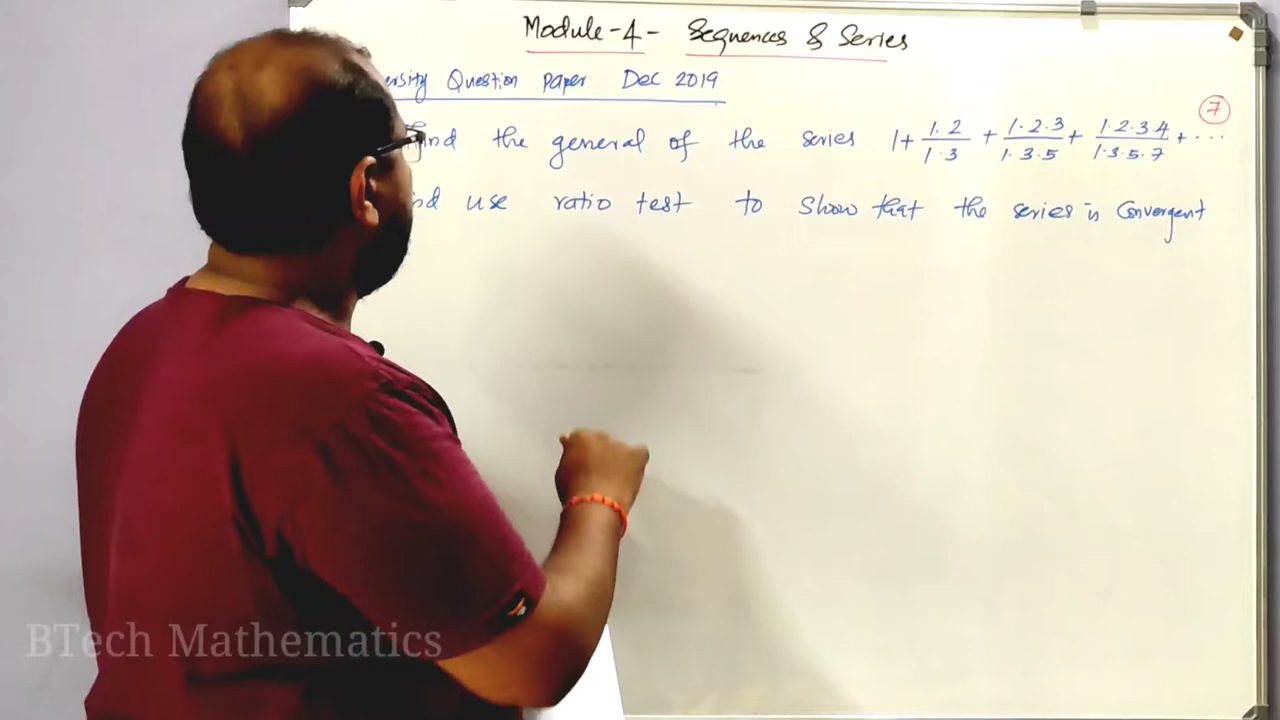 Module-4- Sequences & Series
ersity Question Paper Dec 2019
7
Find the general of the series 1+ 1.2/1.3 + 1.2.3/1.3.5 + 1.2.3.4/1.3.5.7 + ...
nd use ratio test to show that the series is Convergent
BTech Mathematics